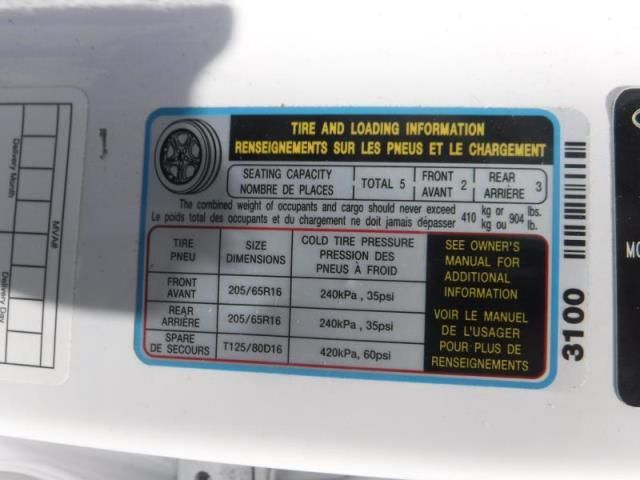 TIRE AND LOADING INFORMATION
RENSEIGNEMENTS SUR LES PNEUS ET LE CHARGEMENT
SEATING CAPACITY
NOMBRE DE PLACES
TOTAL 5
FRONT
AVANT 2
REAR
ARRIÈRE 3
The combined weight of occupants and cargo should never exceed
Le poids total des occupants et du chargement ne doit jamais dépasser
410 kg or
kg ou
904 lbs.
lb.
TIRE
PNEU
SIZE
DIMENSIONS
COLD TIRE PRESSURE
PRESSION DES
PNEUS À FROID
FRONT
AVANT
205/65R16
240kPa , 35psi
REAR
ARRIÈRE
205/65R16
240kPa , 35psi
SPARE
DE SECOURS
T125/80D16
420kPa, 60psi
SEE OWNER'S
MANUAL FOR
ADDITIONAL
INFORMATION
VOIR LE MANUEL
DE L'USAGER
POUR PLUS DE
RENSEIGNEMENTS
3100
Delivery Month
MVA#
Delivery Day
MO